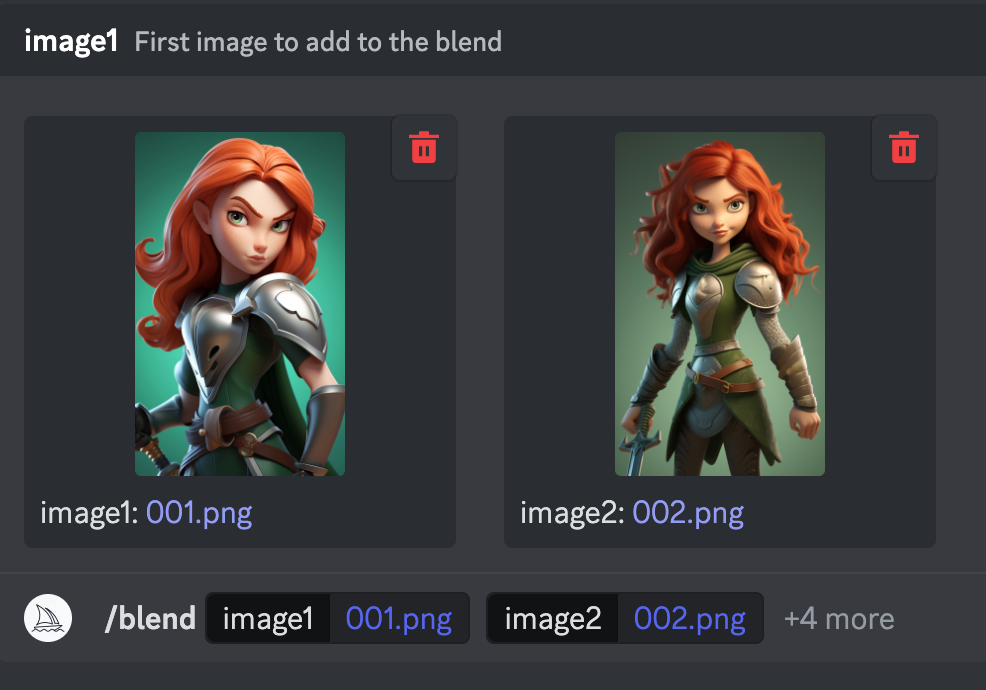 image1 First image to add to the blend
image1: 001.png
image2: 002.png
/blend image1 001.png image2 002.png +4 more